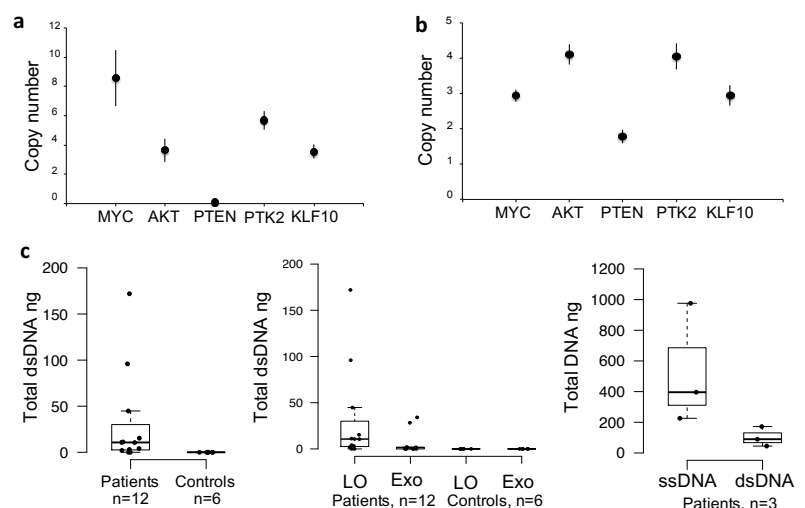 a
Copy number
12
10
8
6
4
2
0
MYC AKT PTEN PTK2 KLF10
b
Copy number
5
4
3
2
1
0
MYC AKT PTEN PTK2 KLF10
c
Total dsDNA ng
200
150
100
50
0
Patients Controls
n=12 n=6
Total dsDNA ng
200
150
100
50
0
LO Exo LO Exo
Patients, n=12 Controls, n=6
Total DNA ng
1200
1000
800
600
400
200
0
ssDNA dsDNA
Patients, n=3